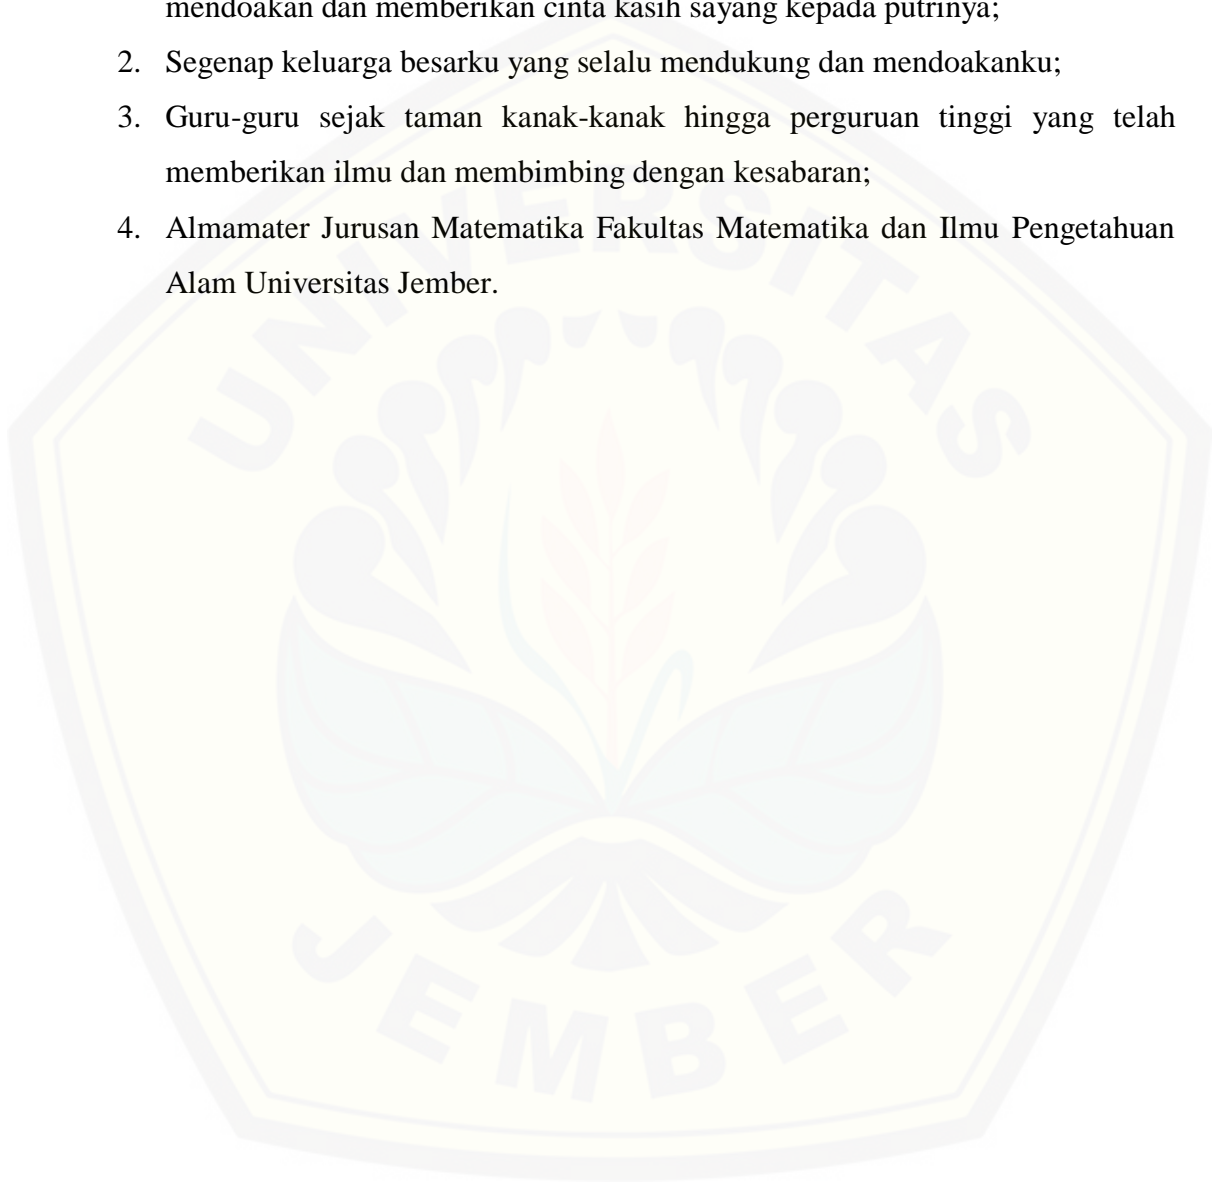 mendoakan dan memberikan cinta kasih sayang kepada putrinya;
2. Segenap keluarga besarku yang selalu mendukung dan mendoakanku;
3. Guru-guru sejak taman kanak-kanak hingga perguruan tinggi yang telah
memberikan ilmu dan membimbing dengan kesabaran;
4. Almamater Jurusan Matematika Fakultas Matematika dan Ilmu Pengetahuan
Alam Universitas Jember.
UNIVERSITAS
JEMBER